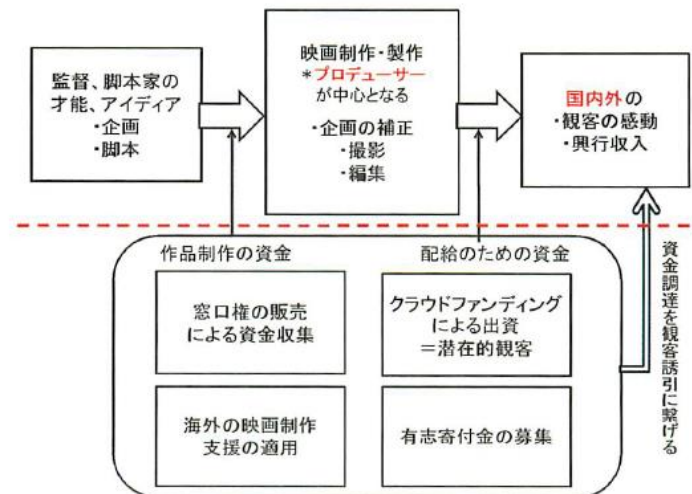 監督、脚本家の
才能、アイディア
・企画
・脚本
映画制作・製作
＊プロデューサー
が中心となる
・企画の補正
・撮影
・編集
国内外の
・観客の感動
・興行収入
作品制作の資金
配給のための資金
窓口権の販売
による資金収集
クラウドファンディング
による出資
＝潜在的観客
海外の映画制作
支援の適用
有志寄付金の募集
資金調達を観客誘引に繋げる